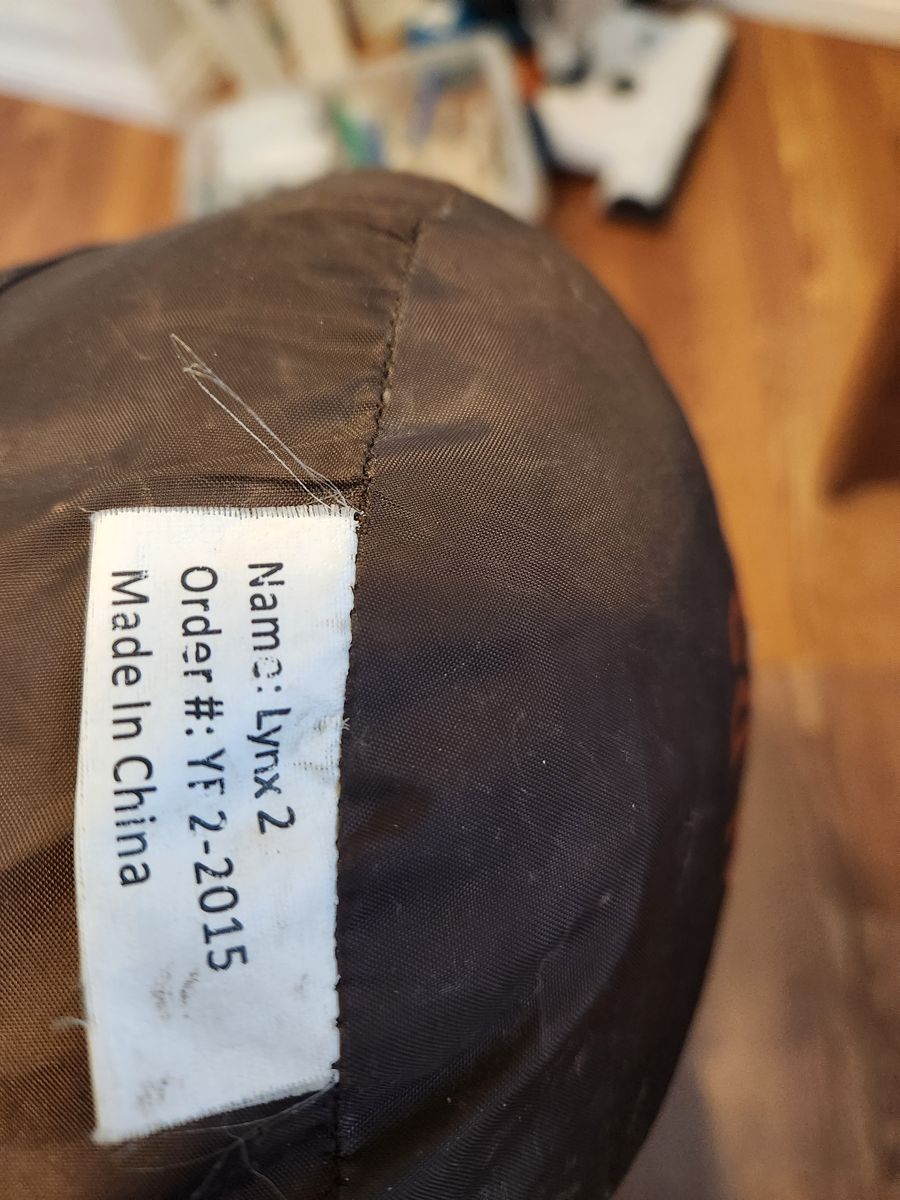 Name: Lynx 2
Order #: YF 2-2015
Made In China